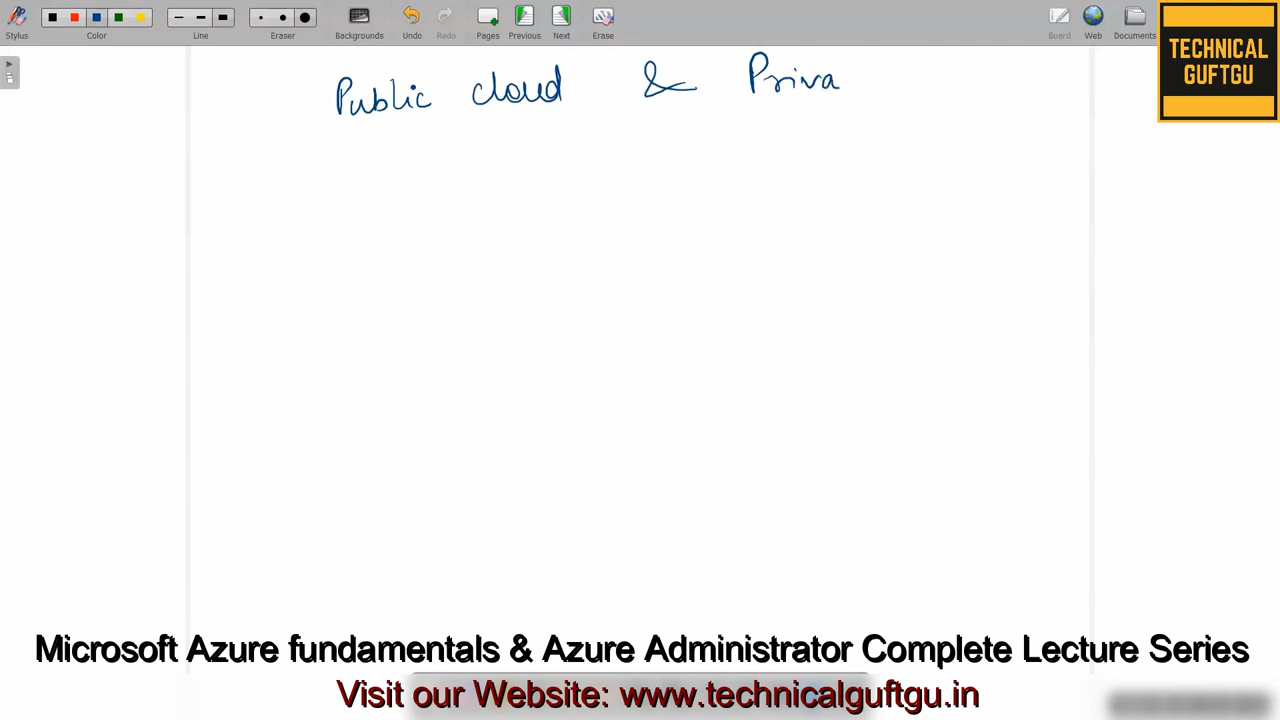 Stylus
Color
Line
Eraser
Backgrounds
Undo
Redo
Pages
Previous
Next
Erase
Board
Web
Documents
TECHNICAL
GUFTGU
Public cloud & Priva
Microsoft Azure fundamentals & Azure Administrator Complete Lecture Series
Visit our Website: www.technicalguftgu.in